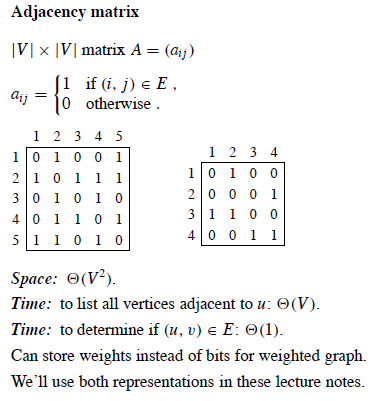 Adjacency matrix
|V| × |V| matrix A = (aij)
aij = {1 if (i, j) ∈ E ,
0 otherwise .
1 2 3 4 5
1 0 1 0 0 1
2 1 0 1 1 1
3 0 1 0 1 0
4 0 1 1 0 1
5 1 1 0 1 0
1 2 3 4
1 0 1 0 0
2 0 0 0 1
3 1 1 0 0
4 0 0 1 1
Space: Θ(V²).
Time: to list all vertices adjacent to u: Θ(V).
Time: to determine if (u, v) ∈ E: Θ(1).
Can store weights instead of bits for weighted graph.
We'll use both representations in these lecture notes.